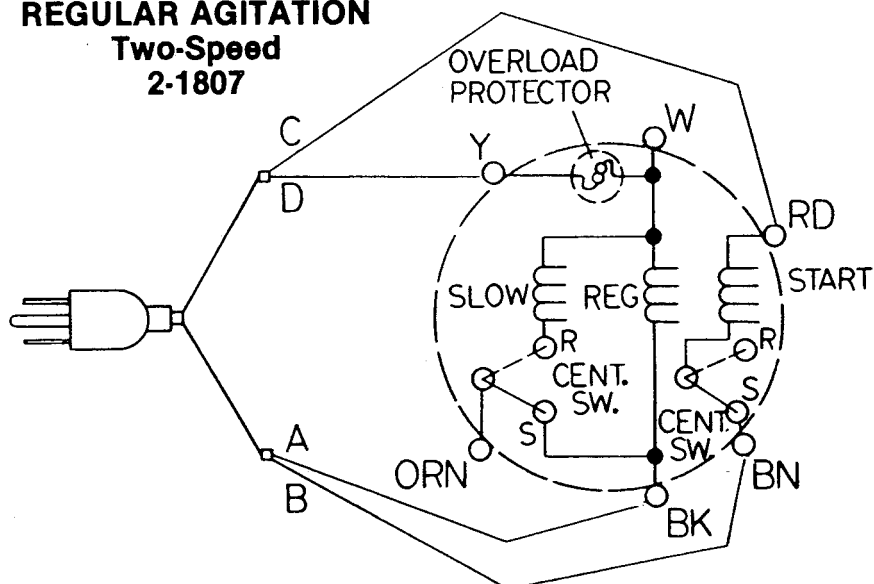 REGULAR AGITATION
Two-Speed
2-1807
OVERLOAD
PROTECTOR
C
D
Y
W
RD
SLOW
REG
START
R
R
CENT.
SW.
S
S
CENT.
SW.
A
B
ORN
BK
BN